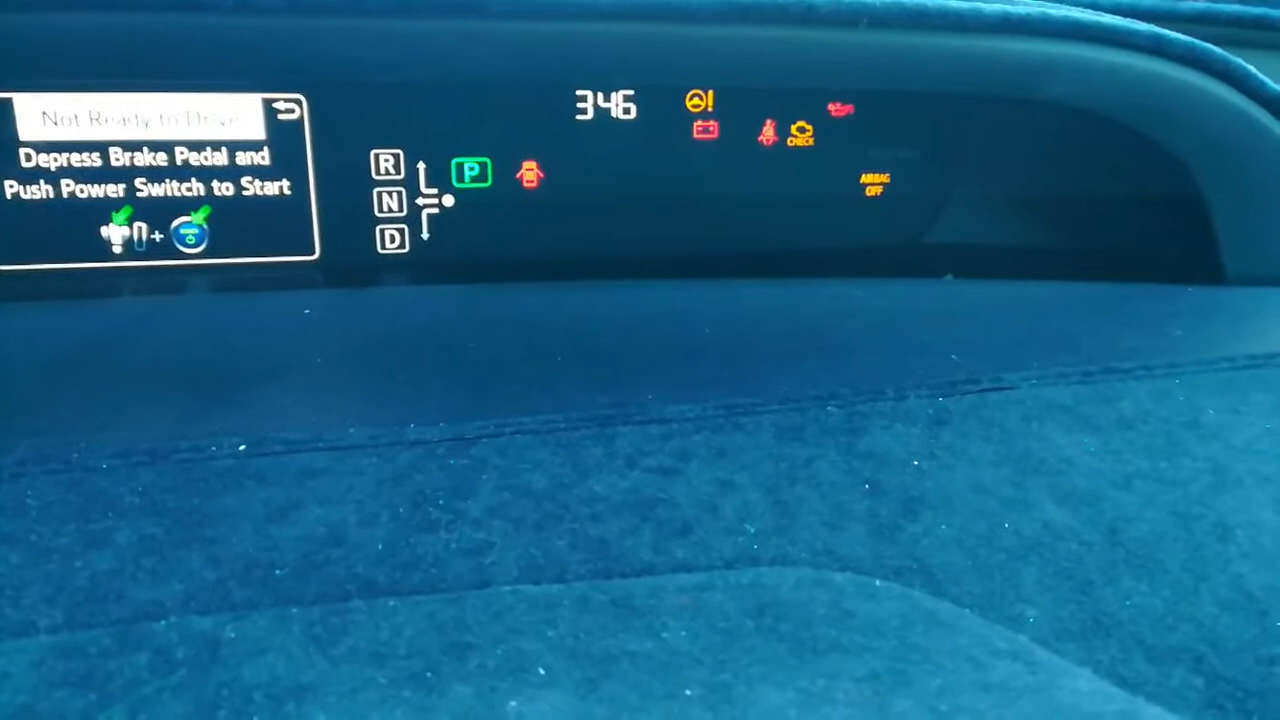 Not Ready to Drive
Depress Brake Pedal and
Push Power Switch to Start
346
R
N
D
P
CHECK
AIRBAG
OFF